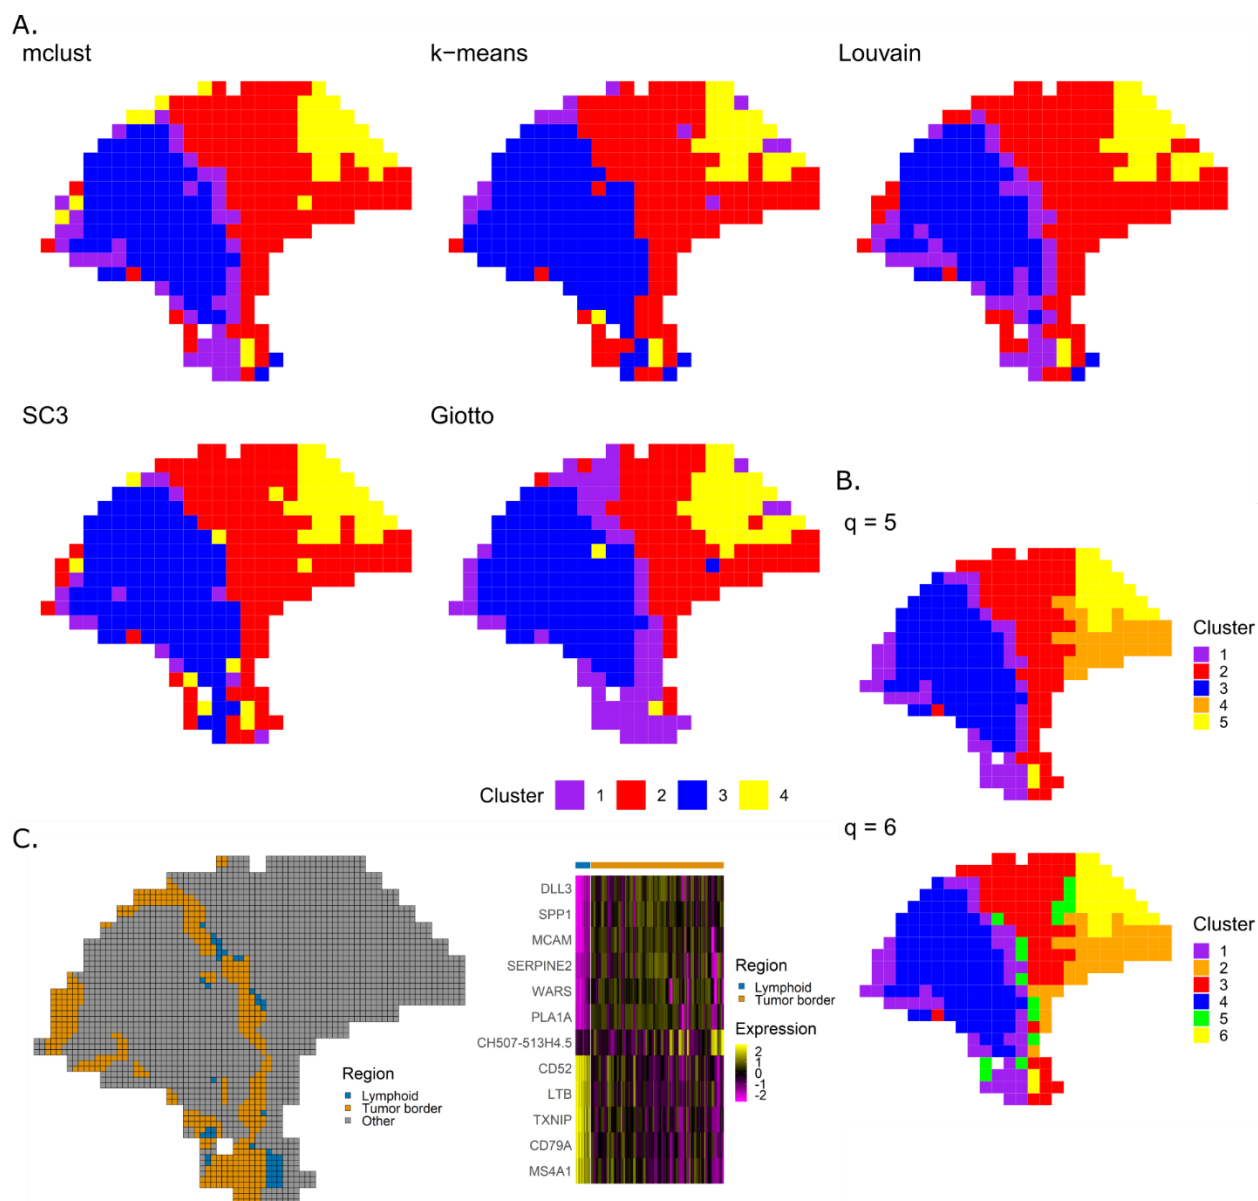 A.
mclust
k−means
Louvain
SC3
Giotto
Cluster 1 2 3 4
B.
q = 5
Cluster
1
2
3
4
5
q = 6
Cluster
1
2
3
4
5
6
C.
Region
Lymphoid
Tumor border
Other
DLL3
SPP1
MCAM
SERPINE2
WARS
PLA1A
CH507-513H4.5
CD52
LTB
TXNIP
CD79A
MS4A1
Region
Lymphoid
Tumor border
Expression
2
1
0
-1
-2